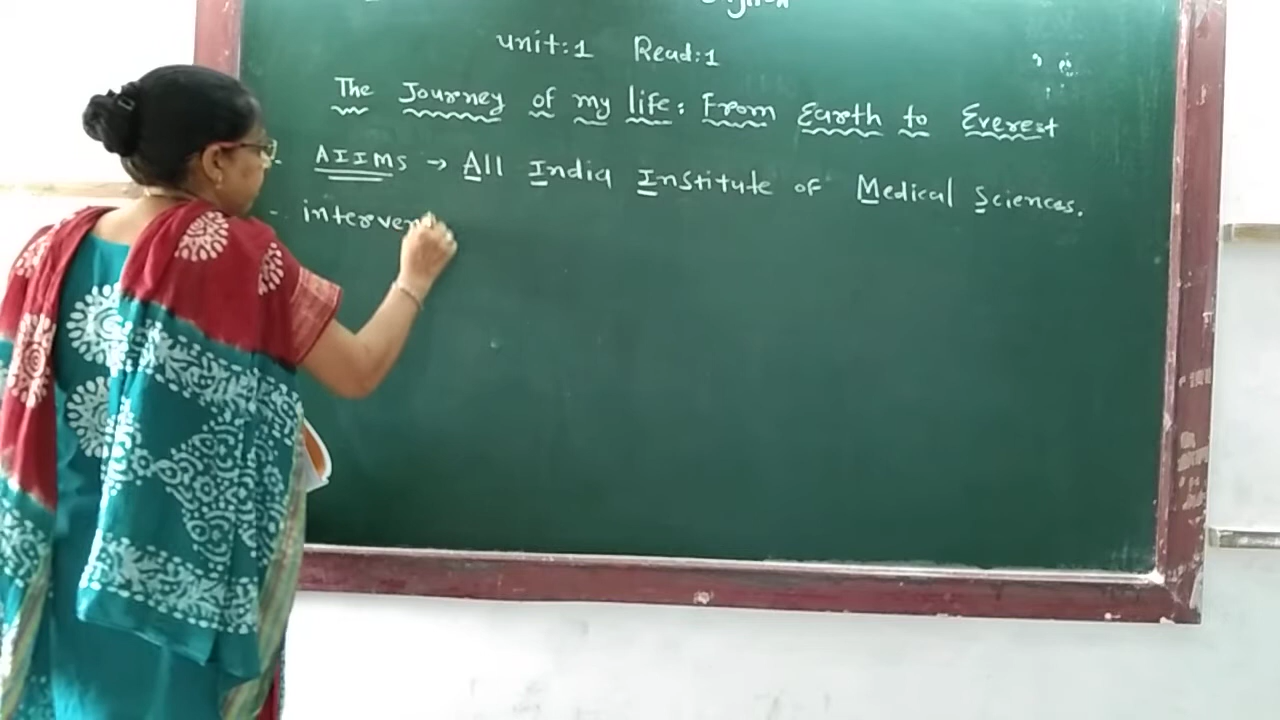 unit:1 Read:1
The Journey of my life: From Earth to Everest
- AIIMS → All India Institute of Medical Sciences.
- interven